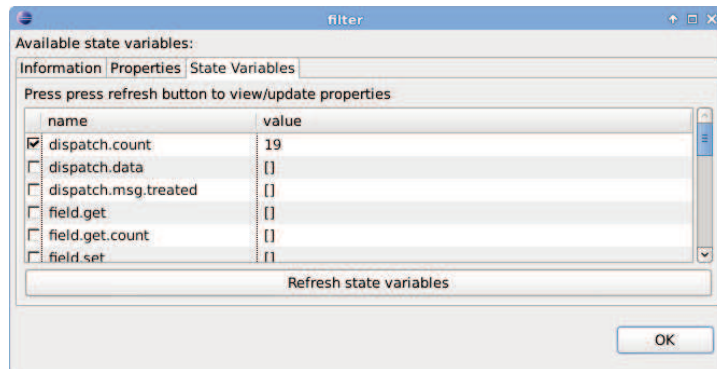 filter
Available state variables:
Information Properties State Variables
Press press refresh button to view/update properties
name value
dispatch.count 19
dispatch.data []
dispatch.msg.treated []
field.get []
field.get.count []
field.set []
Refresh state variables
OK